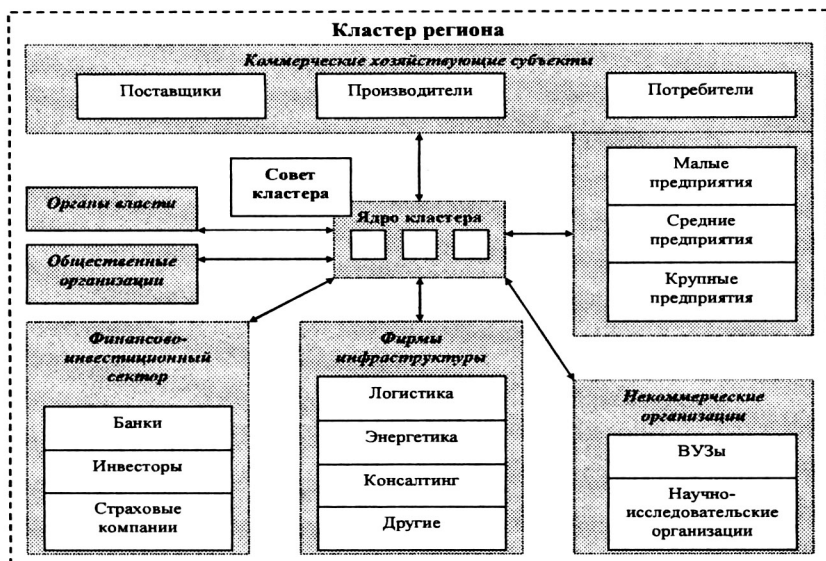 Кластер региона
Коммерческие хозяйствующие субъекты
Поставщики
Производители
Потребители
Малые
предприятия
Средние
предприятия
Крупные
предприятия
Совет
кластера
Ядро кластера
Органы власти
Общественные
организации
Финансово-
инвестиционный
сектор
Банки
Инвесторы
Страховые
компании
Фирмы
инфраструктуры
Логистика
Энергетика
Консалтинг
Другие
Некоммерческие
организации
ВУЗы
Научно-
исследовательские
организации